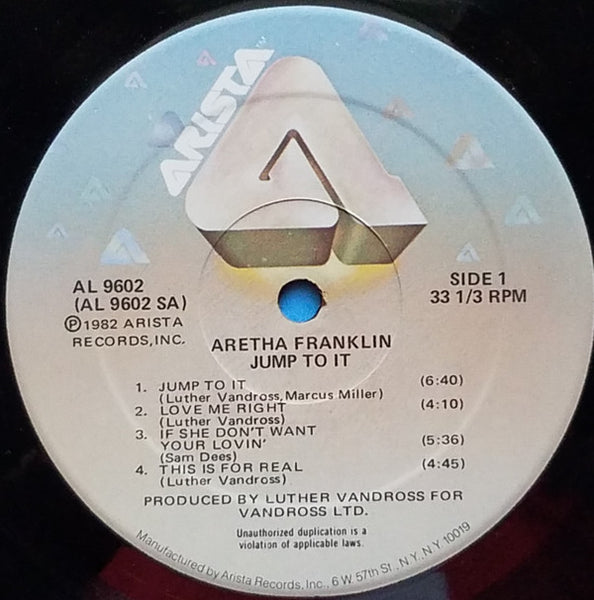 ARISTA
AL 9602
(AL 9602 SA)
Ⓟ1982 ARISTA
RECORDS, INC.
SIDE 1
33 1/3 RPM
ARETHA FRANKLIN
JUMP TO IT
1. JUMP TO IT (6:40)
(Luther Vandross, Marcus Miller)
2. LOVE ME RIGHT (4:10)
(Luther Vandross)
3. IF SHE DON'T WANT
YOUR LOVIN' (5:36)
(Sam Dees)
4. THIS IS FOR REAL (4:45)
(Luther Vandross)
PRODUCED BY LUTHER VANDROSS FOR
VANDROSS LTD.
Unauthorized duplication is a
violation of applicable laws.
Manufactured by Arista Records, Inc., 6 W. 57th St., N.Y., N.Y. 10019